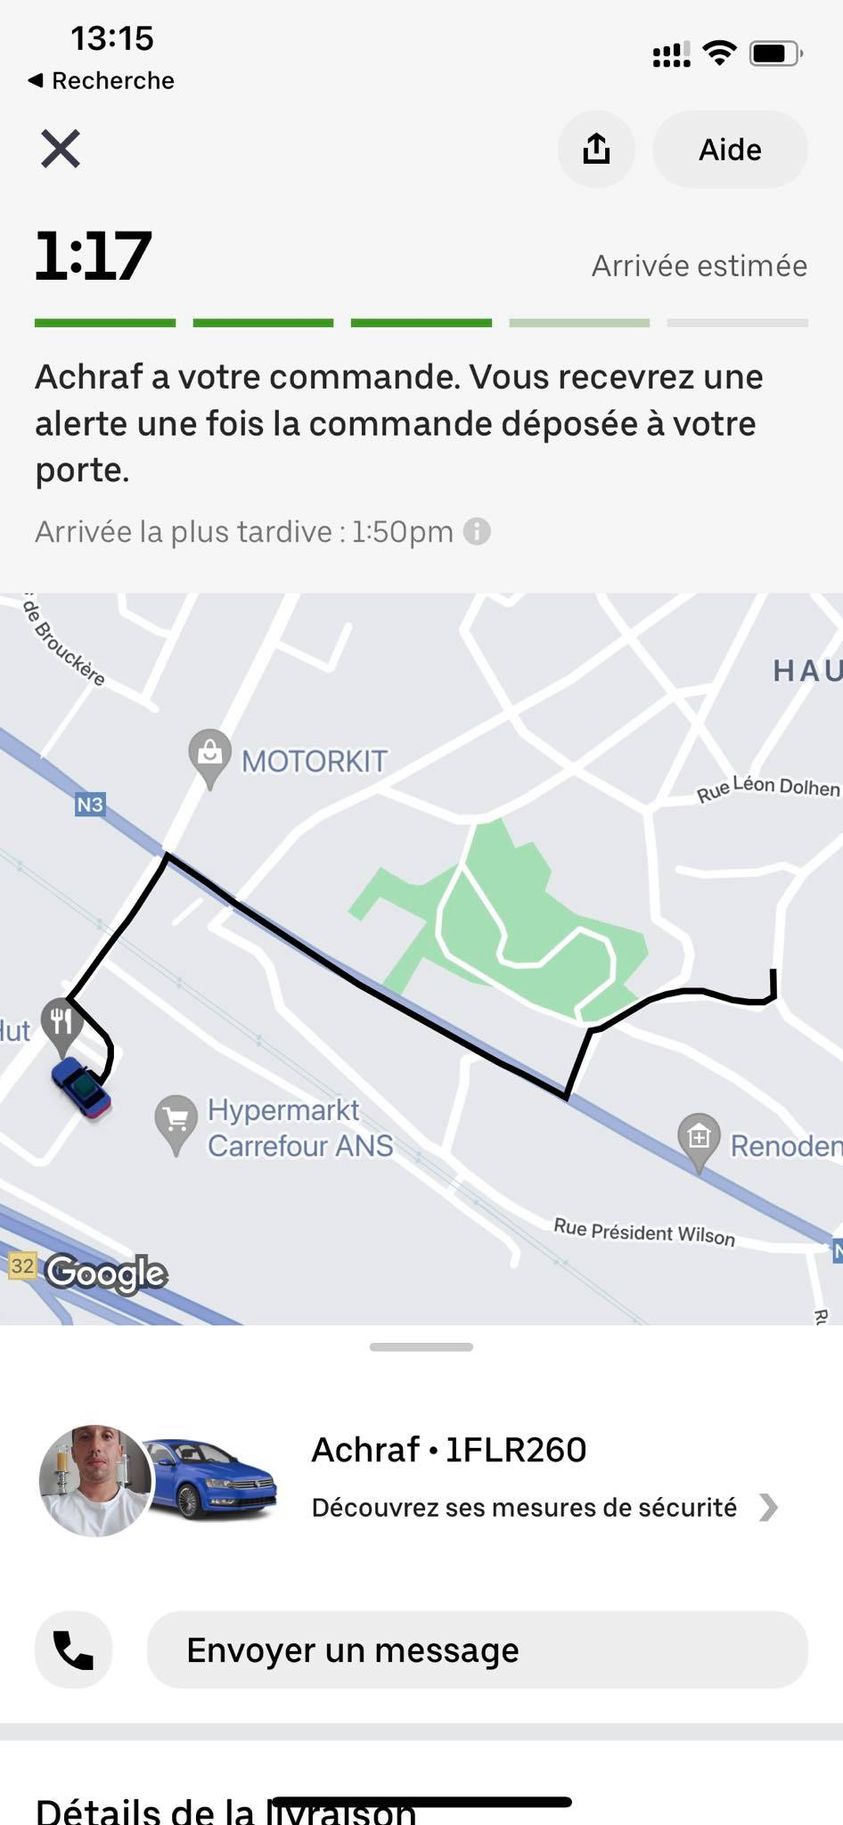 13:15
◀ Recherche
Aide
1:17
Arrivée estimée
Achraf a votre commande. Vous recevrez une
alerte une fois la commande déposée à votre
porte.
Arrivée la plus tardive : 1:50pm
de Brouckère
HAU
MOTORKIT
N3
Rue Léon Dolhen
Hut
Hypermarkt
Carrefour ANS
Renoden
Rue Président Wilson
N
32
Google
Ru
Achraf • 1FLR260
Découvrez ses mesures de sécurité
Envoyer un message
Détails de la livraison